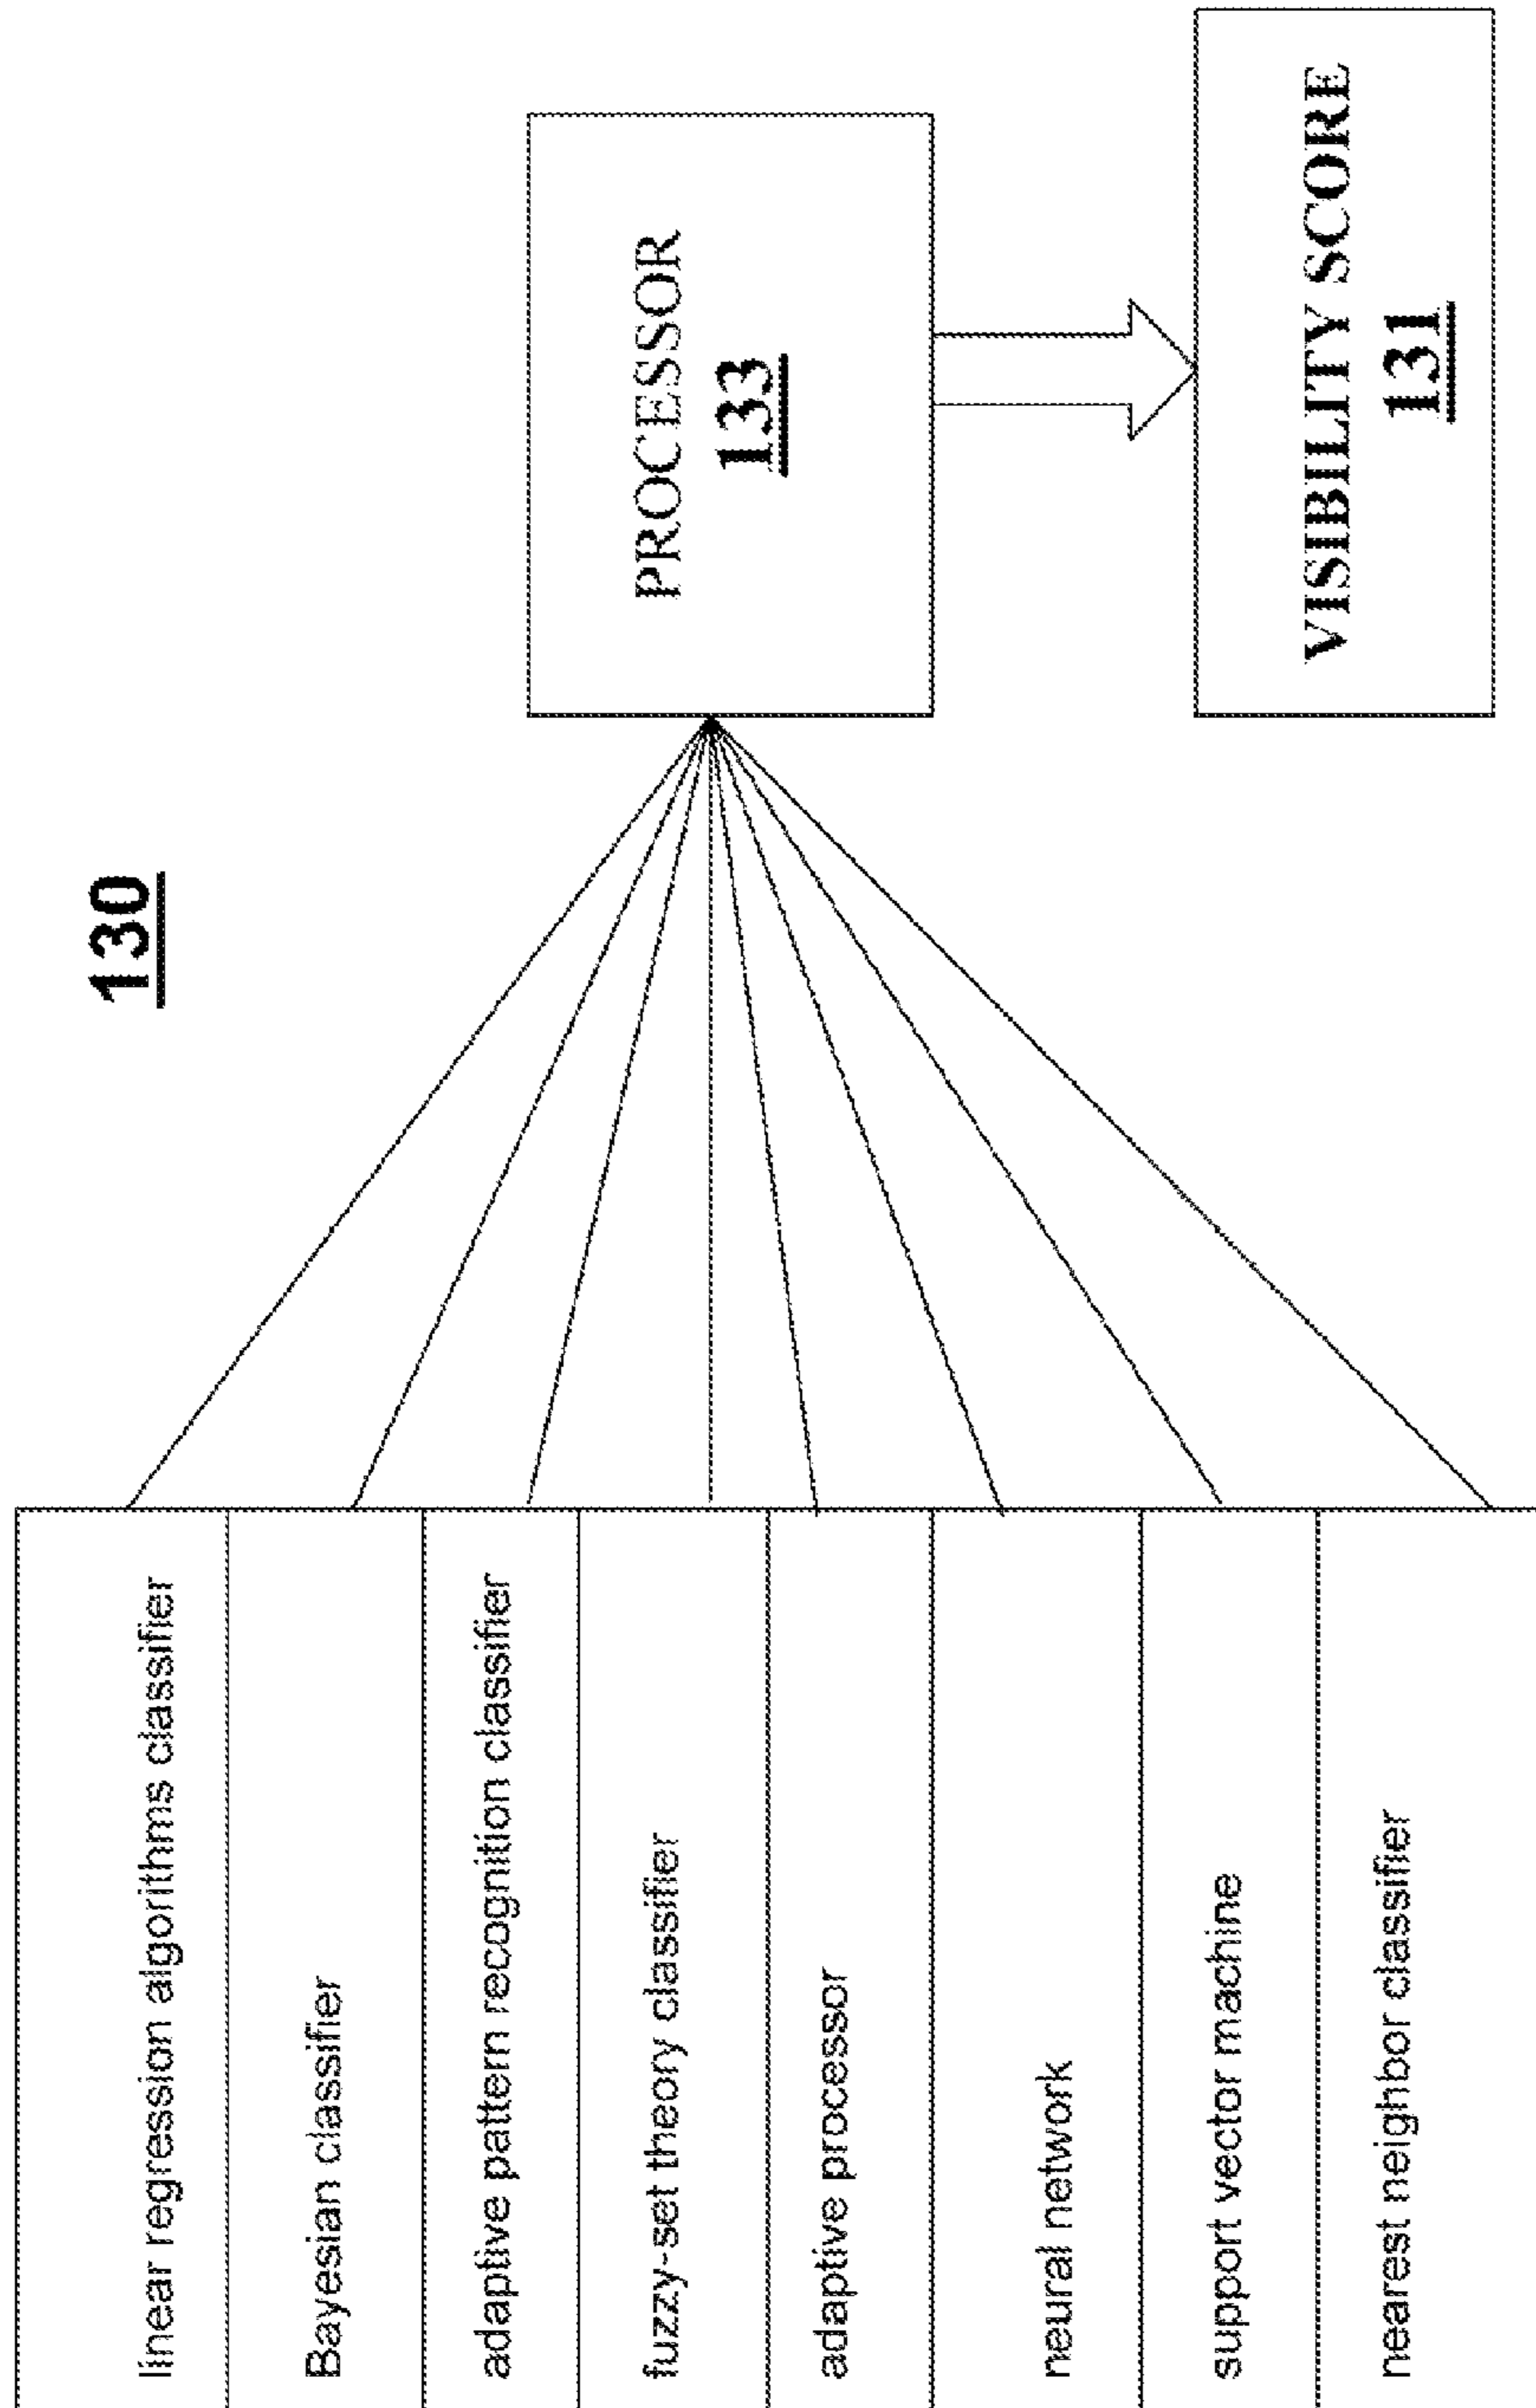 130
linear regression algorithms classifier
Bayesian classifier
adaptive pattern recognition classifier
fuzzy-set theory classifier
adaptive processor
neural network
support vector machine
nearest neighbor classifier
PROCESSOR
133
VISIBILITY SCORE
131